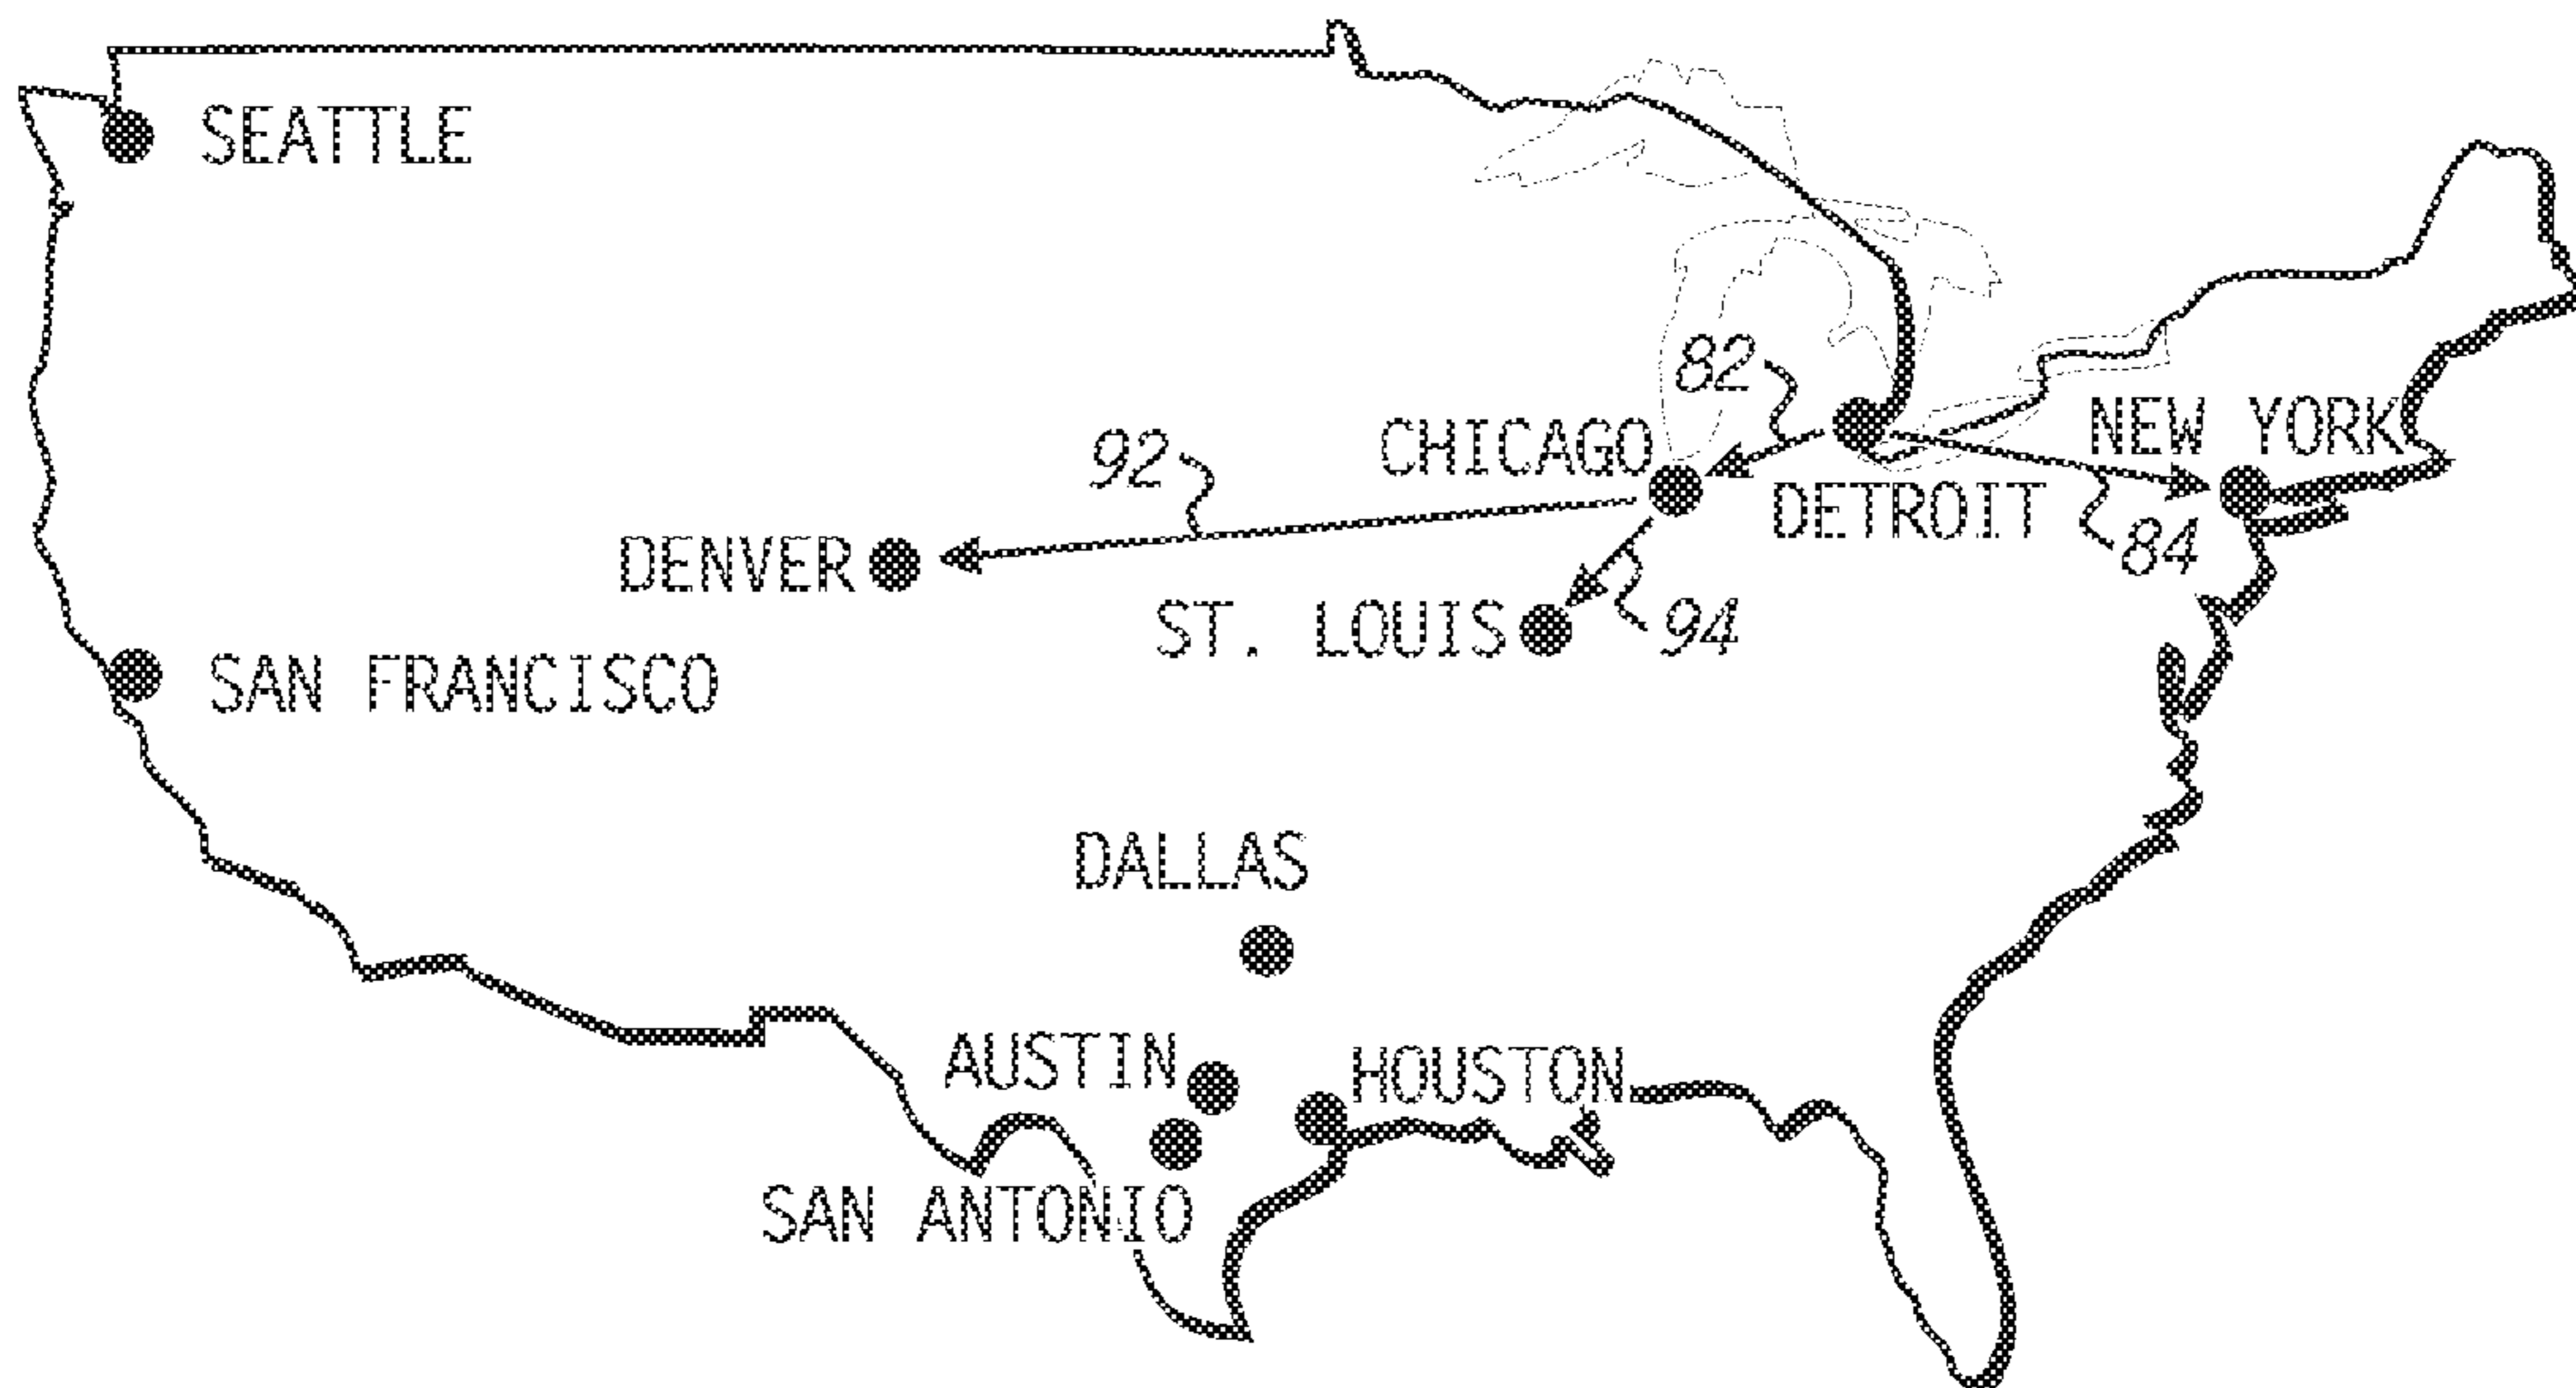 SEATTLE
82
CHICAGO
NEW YORK
92
DETROIT
84
DENVER
ST. LOUIS
94
SAN FRANCISCO
DALLAS
AUSTIN
HOUSTON
SAN ANTONIO